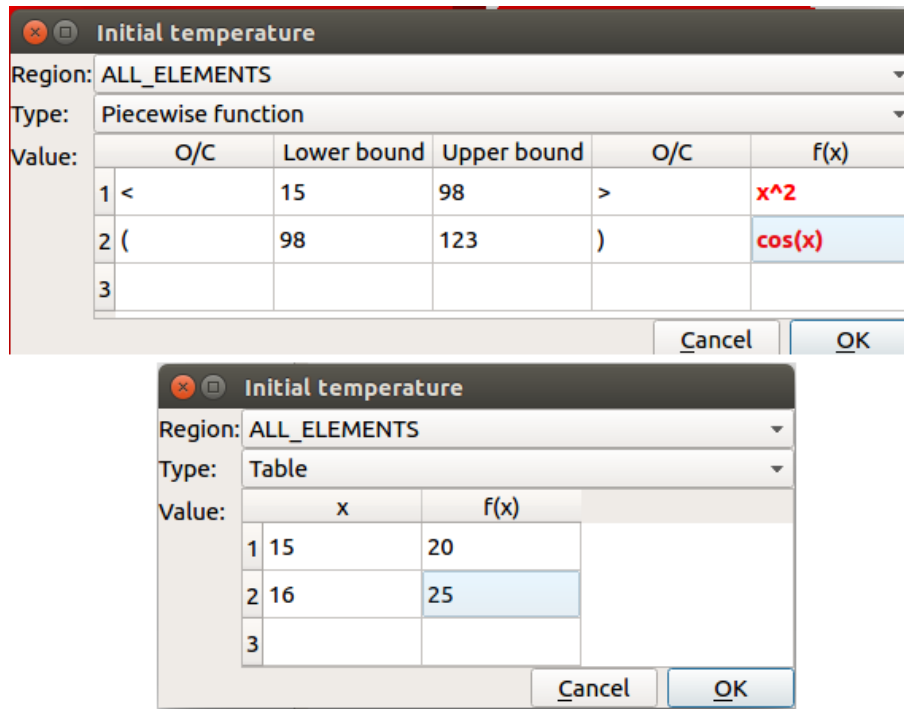 Initial temperature
Region: ALL_ELEMENTS
Type: Piecewise function
Value: O/C Lower bound Upper bound O/C f(x)
1 < 15 98 > x^2
2 ( 98 123 ) cos(x)
3
Cancel OK
Initial temperature
Region: ALL_ELEMENTS
Type: Table
Value: x f(x)
1 15 20
2 16 25
3
Cancel OK